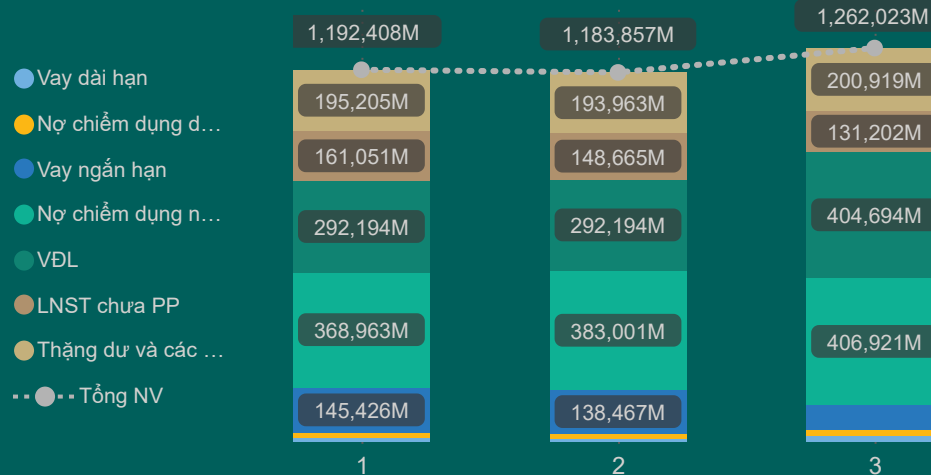 1,192,408M
1,183,857M
1,262,023M
Vay dài hạn
Nợ chiếm dụng d...
Vay ngắn hạn
Nợ chiếm dụng n...
VĐL
LNST chưa PP
Thặng dư và các ...
Tổng NV
195,205M
193,963M
200,919M
161,051M
148,665M
131,202M
292,194M
292,194M
404,694M
368,963M
383,001M
406,921M
145,426M
138,467M
1
2
3